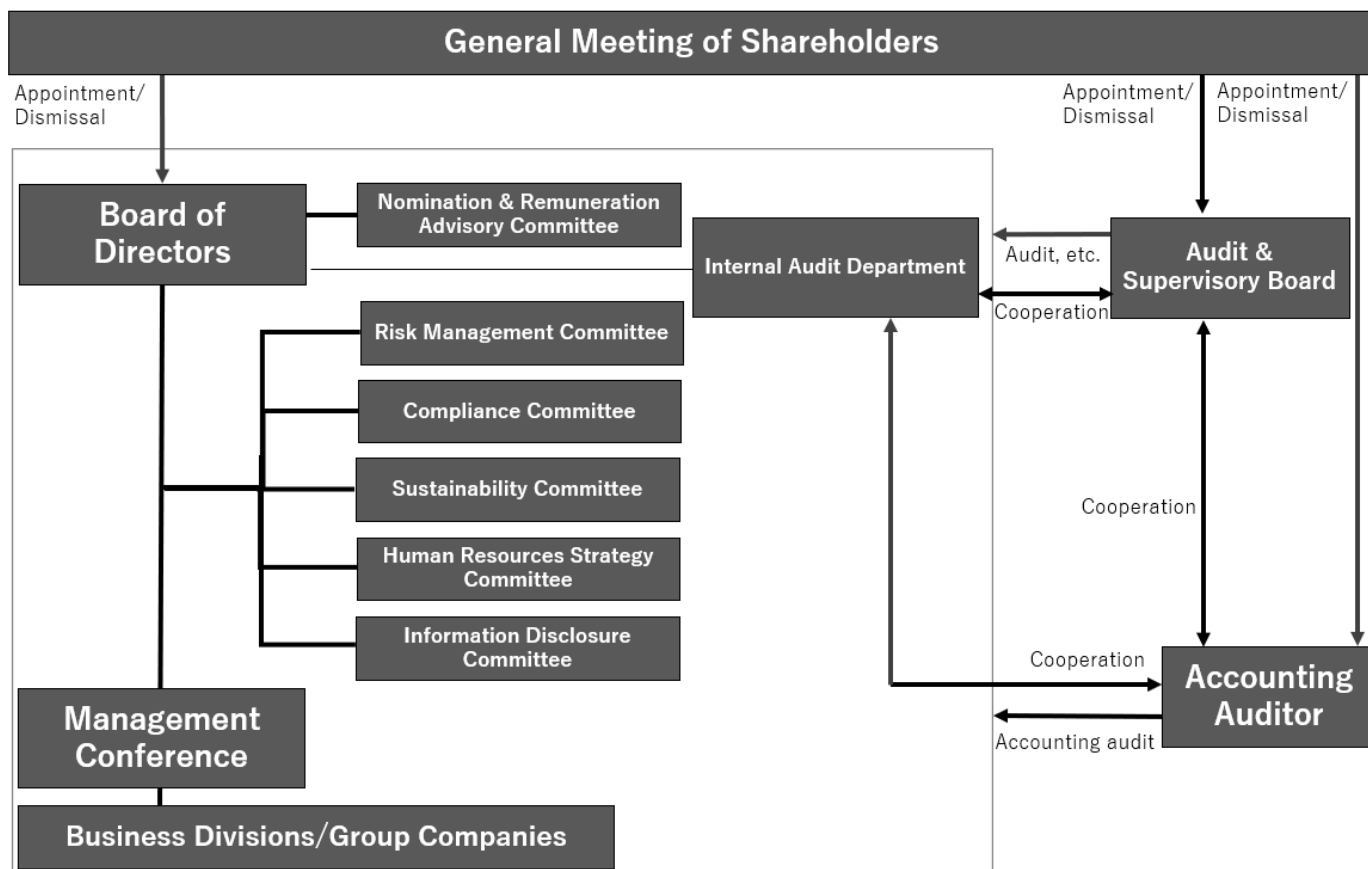 General Meeting of Shareholders
Appointment/
Dismissal
Appointment/
Dismissal
Appointment/
Dismissal
Board of
Directors
Nomination & Remuneration
Advisory Committee
Internal Audit Department
Audit, etc.
Cooperation
Audit &
Supervisory Board
Risk Management Committee
Compliance Committee
Sustainability Committee
Human Resources Strategy
Committee
Information Disclosure
Committee
Cooperation
Cooperation
Accounting
Auditor
Accounting audit
Management
Conference
Business Divisions/Group Companies